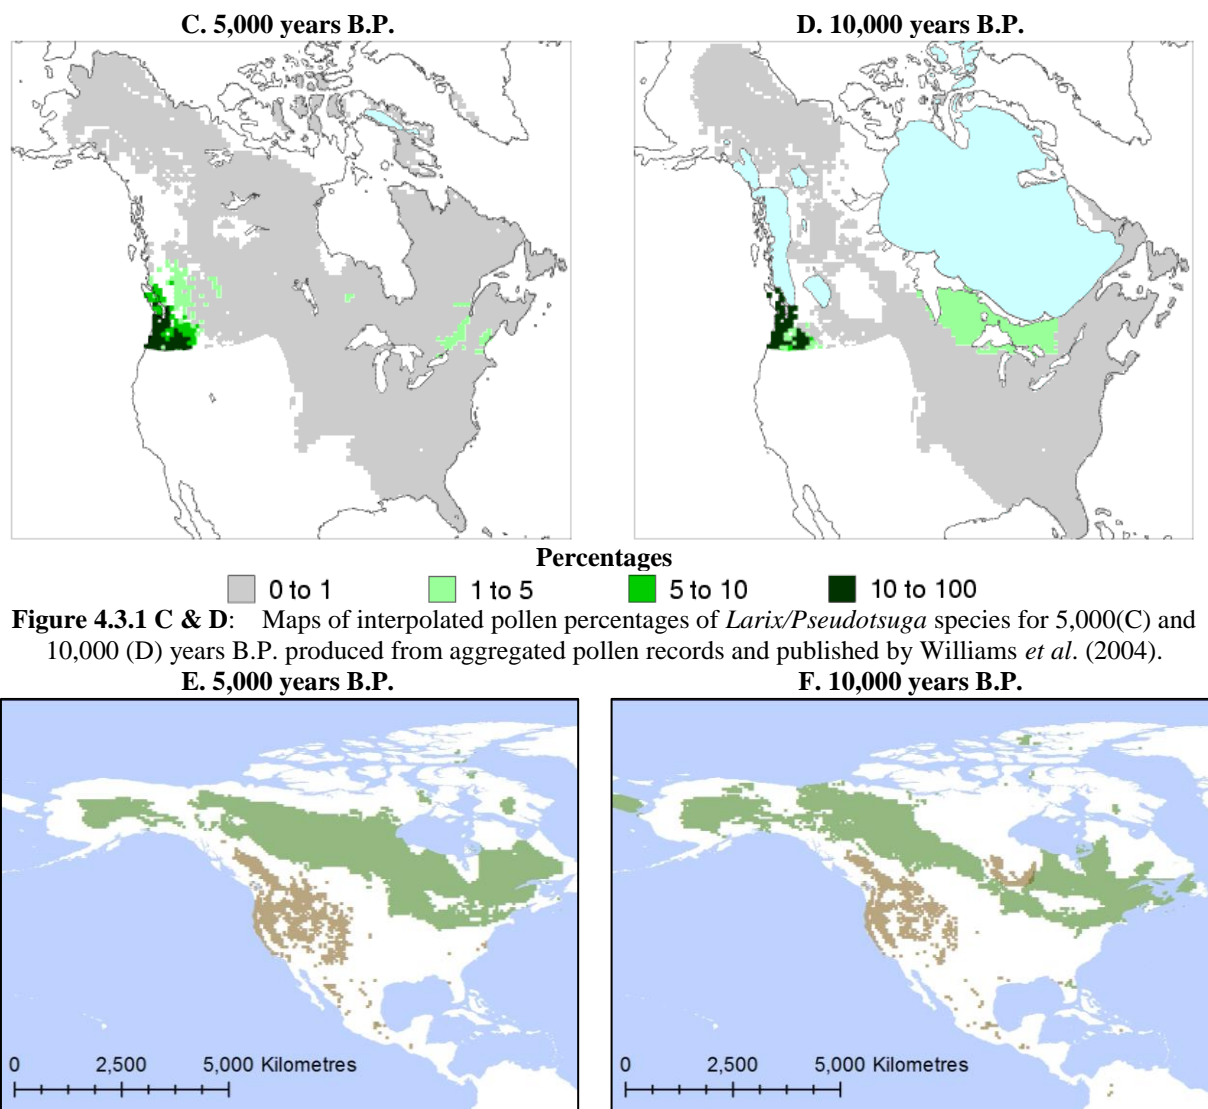 C. 5,000 years B.P.
D. 10,000 years B.P.
Percentages
0 to 1
1 to 5
5 to 10
10 to 100
Figure 4.3.1 C & D: Maps of interpolated pollen percentages of Larix/Pseudotsuga species for 5,000(C) and
10,000 (D) years B.P. produced from aggregated pollen records and published by Williams et al. (2004).
E. 5,000 years B.P.
F. 10,000 years B.P.
0 2,500 5,000 Kilometres
0 2,500 5,000 Kilometres